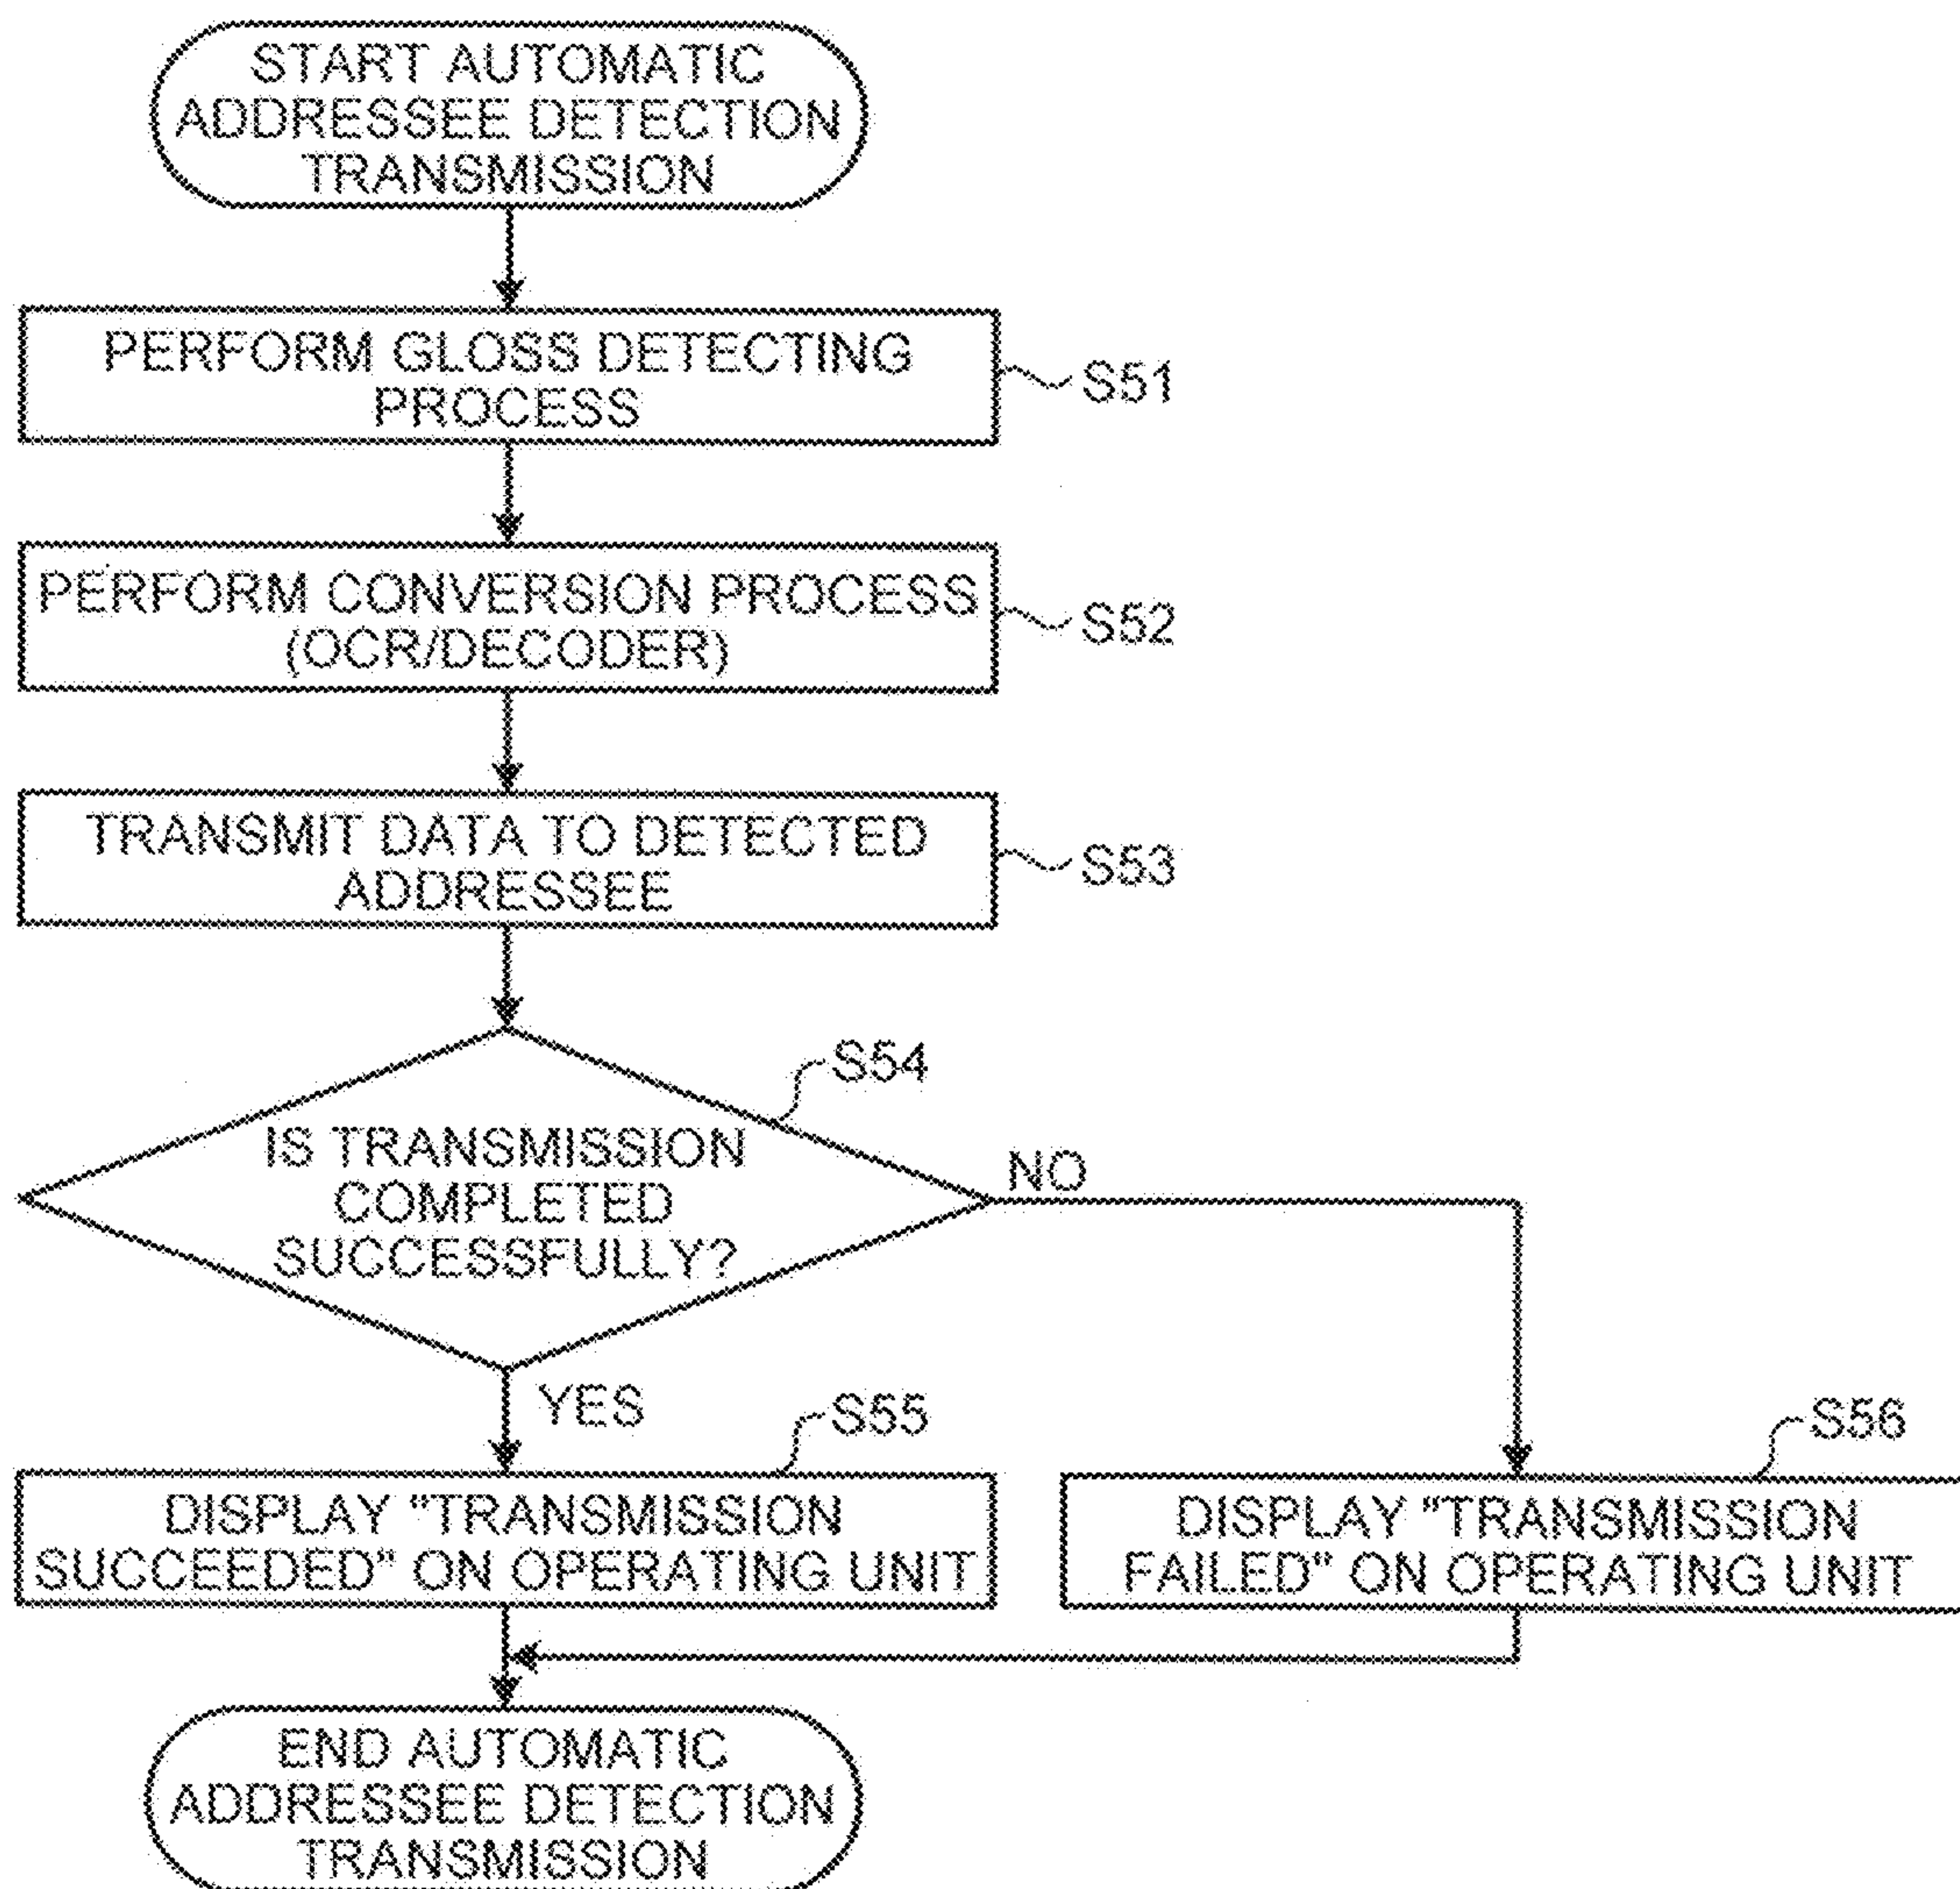 START AUTOMATIC
ADDRESSEE DETECTION
TRANSMISSION
PERFORM GLOSS DETECTING
PROCESS
S51
PERFORM CONVERSION PROCESS
(OCR/DECODER)
S52
TRANSMIT DATA TO DETECTED
ADDRESSEE
S53
S54
IS TRANSMISSION
COMPLETED
SUCCESSFULLY?
NO
YES
S55
S56
DISPLAY "TRANSMISSION
SUCCEEDED" ON OPERATING UNIT
DISPLAY "TRANSMISSION
FAILED" ON OPERATING UNIT
END AUTOMATIC
ADDRESSEE DETECTION
TRANSMISSION